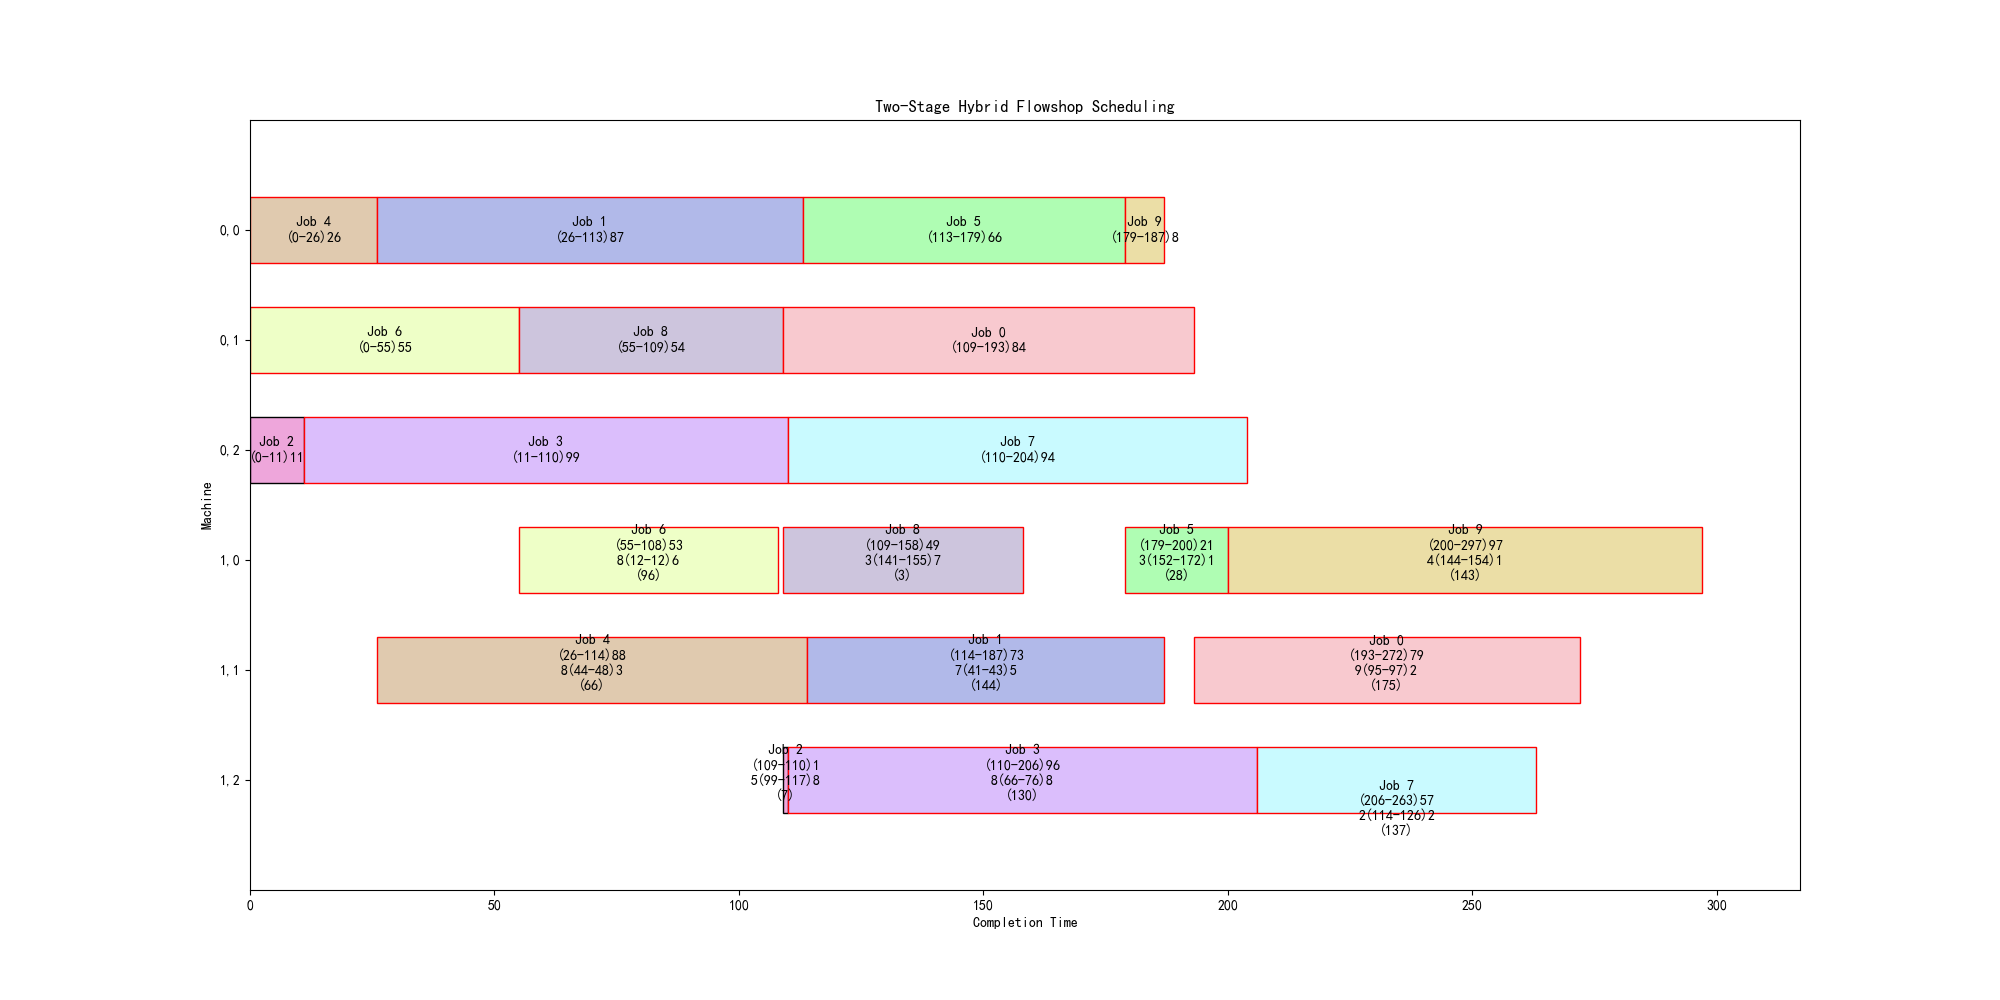 Two-Stage Hybrid Flowshop Scheduling
Machine
0,0
Job 4
(0-26)26
Job 1
(26-113)87
Job 5
(113-179)66
Job 9
(179-187)8
0,1
Job 6
(0-55)55
Job 8
(55-109)54
Job 0
(109-193)84
0,2
Job 2
(0-11)11
Job 3
(11-110)99
Job 7
(110-204)94
1,0
Job 6
(55-108)53
8(12-12)6
(96)
Job 8
(109-158)49
3(141-155)7
(3)
Job 5
(179-200)21
3(152-172)1
(28)
Job 9
(200-297)97
4(144-154)1
(143)
1,1
Job 4
(26-114)88
8(44-48)3
(66)
Job 1
(114-187)73
7(41-43)5
(144)
Job 0
(193-272)79
9(95-97)2
(175)
1,2
Job 2
(109-110)1
5(99-117)8
(7)
Job 3
(110-206)96
8(66-76)8
(130)
Job 7
(206-263)57
2(114-126)2
(137)
0 50 100 150 200 250 300
Completion Time